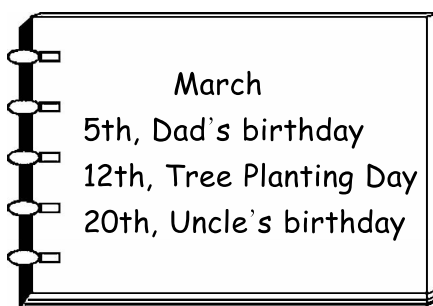 March
5th, Dad's birthday
12th, Tree Planting Day
20th, Uncle's birthday